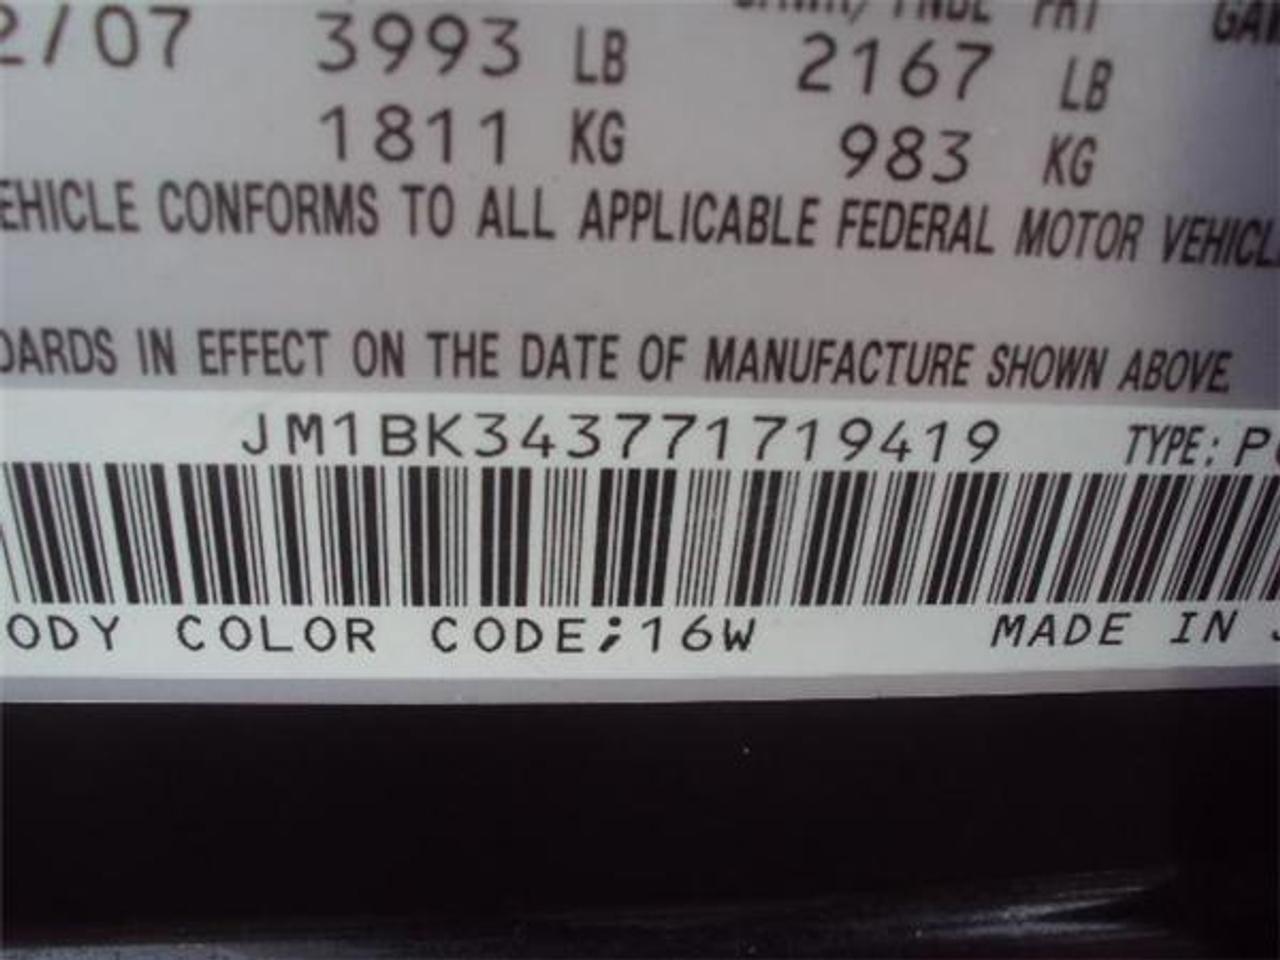 2/07 3993 LB 2167 LB
1811 KG 983 KG
EHICLE CONFORMS TO ALL APPLICABLE FEDERAL MOTOR VEHICL
DARDS IN EFFECT ON THE DATE OF MANUFACTURE SHOWN ABOVE.
JM1BK343771719419 TYPE: P
ODY COLOR CODE;16W MADE IN